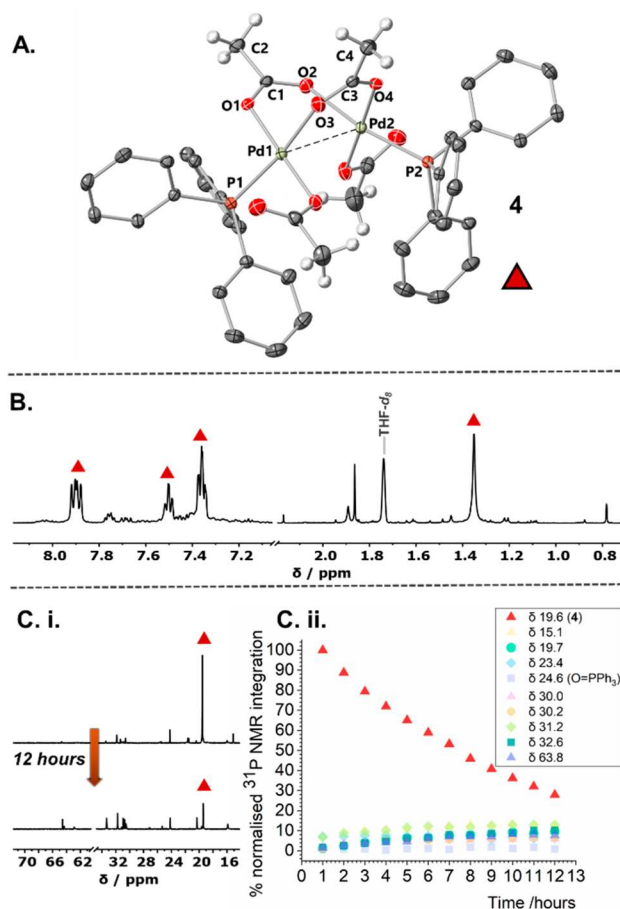 A.
C2
C4
O2
C1
C3
O4
O1
O3
Pd2
Pd1
P1
P2
4
B.
THF-d8
8.0 7.8 7.6 7.4 7.2 2.0 1.8 1.6 1.4 1.2 1.0 0.8
δ / ppm δ / ppm
C. i.
12 hours
70 62 32 24 16
δ / ppm
C. ii.
δ 19.6 (4)
δ 15.1
δ 19.7
δ 23.4
δ 24.6 (O=PPh3)
δ 30.0
δ 30.2
δ 31.2
δ 32.6
δ 63.8
% normalised 31P NMR integration
100
90
80
70
60
50
40
30
20
10
0
0 1 2 3 4 5 6 7 8 9 10 11 12 13
Time /hours